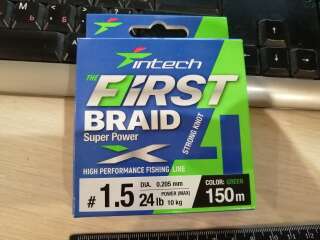 intech
THE
FIRST
BRAID
Super Power
X4
STRONG KNOT
HIGH PERFORMANCE FISHING LINE
DIA. 0.205 mm
COLOR: GREEN
#1.5
POWER (MAX)
24 lb 10 kg
150m